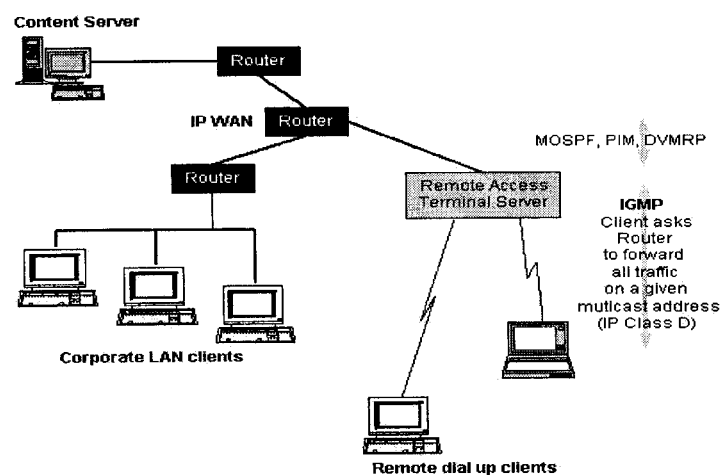 Content Server
Router
IP WAN
Router
MOSPF, PIM, DVMRP
Router
Remote Access
Terminal Server
IGMP
Client asks
Router
to forward
all traffic
on a given
muticast address
(IP Class D)
Corporate LAN clients
Remote dial up clients